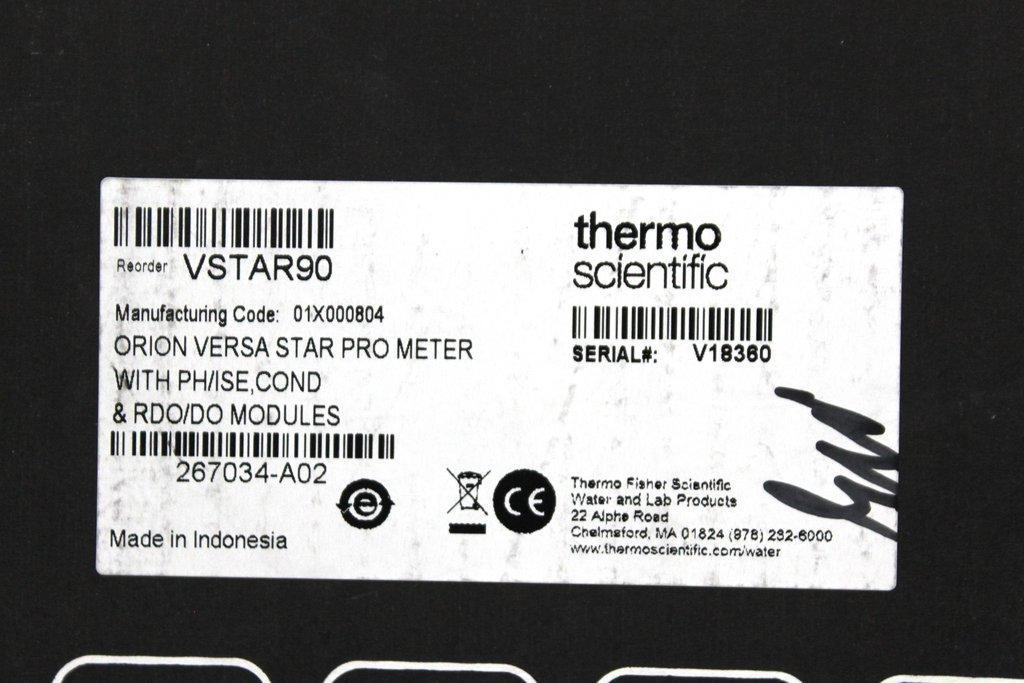 Reorder VSTAR90
Manufacturing Code: 01X000804
ORION VERSA STAR PRO METER
WITH PH/ISE,COND
& RDO/DO MODULES
267034-A02
Made in Indonesia
e
CE
thermo
scientific
SERIAL#: V18360
Thermo Fisher Scientific
Water and Lab Products
22 Alpha Road
Chelmsford, MA 01824 (978) 232-6000
www.thermoscientific.com/water